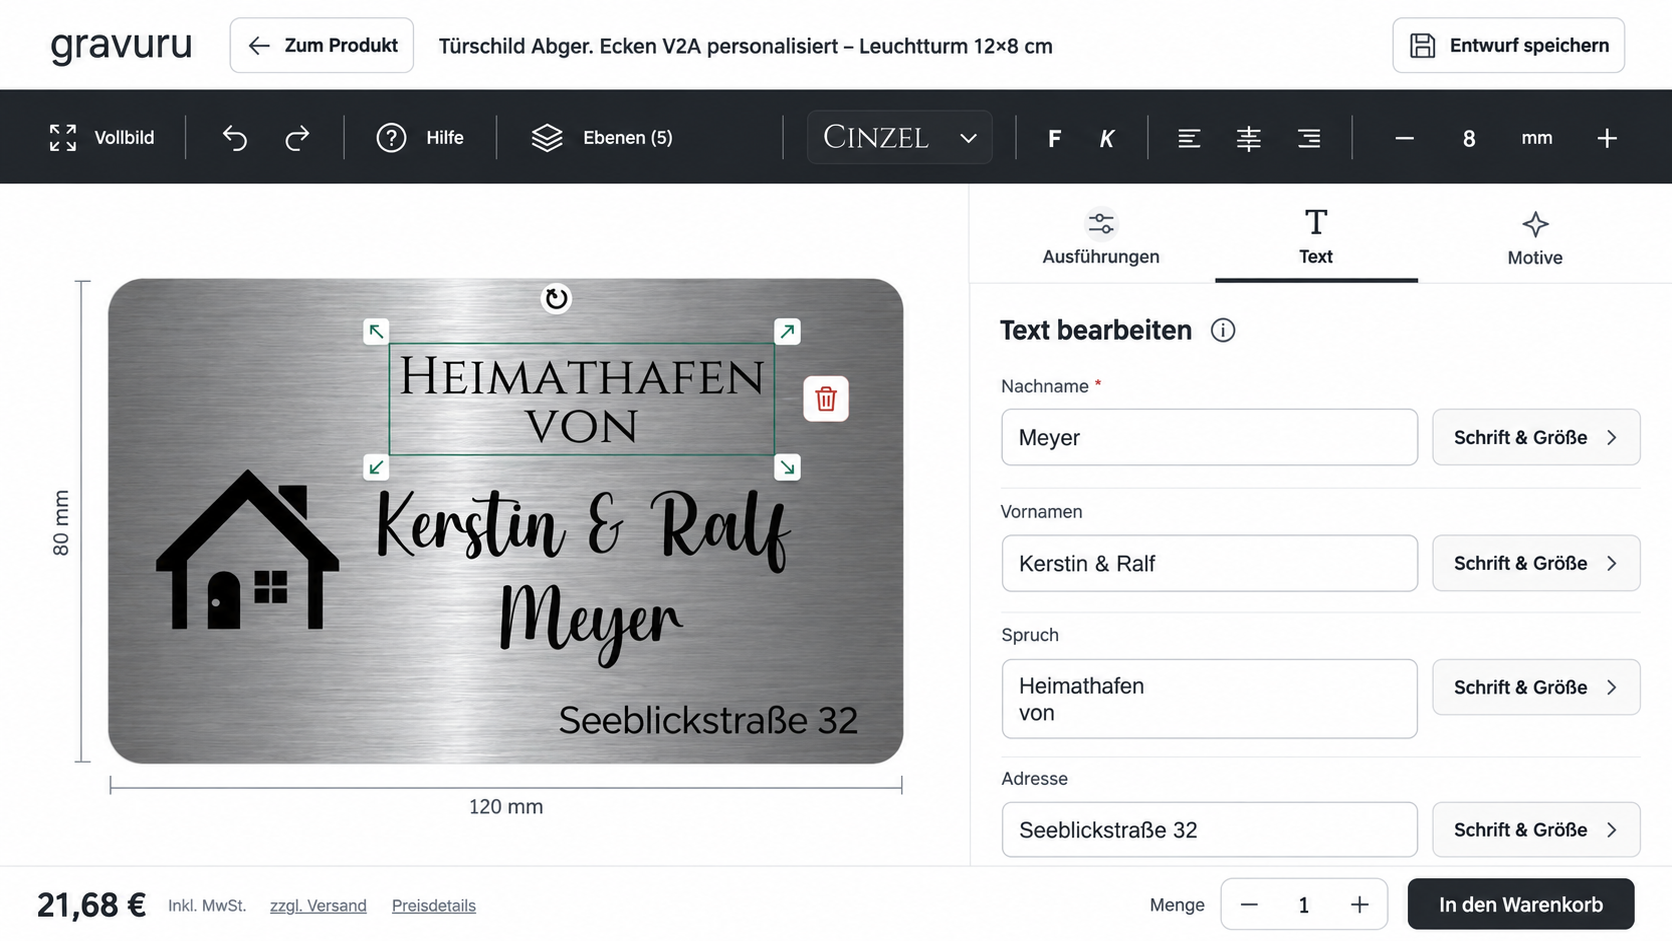 gravuru
Zum Produkt
Türschild Abger. Ecken V2A personalisiert – Leuchtturm 12×8 cm
Entwurf speichern
Vollbild
Hilfe
Ebenen (5)
Cinzel
F
K
8
mm
Heimathafen
von
Kerstin & Ralf
Meyer
Seeblickstraße 32
80 mm
120 mm
Ausführungen
T
Text
Motive
Text bearbeiten
Nachname *
Meyer
Schrift & Größe
Vornamen
Kerstin & Ralf
Schrift & Größe
Spruch
Heimathafen
von
Schrift & Größe
Adresse
Seeblickstraße 32
Schrift & Größe
21,68 €
Inkl. MwSt.
zzgl. Versand
Preisdetails
Menge
1
In den Warenkorb